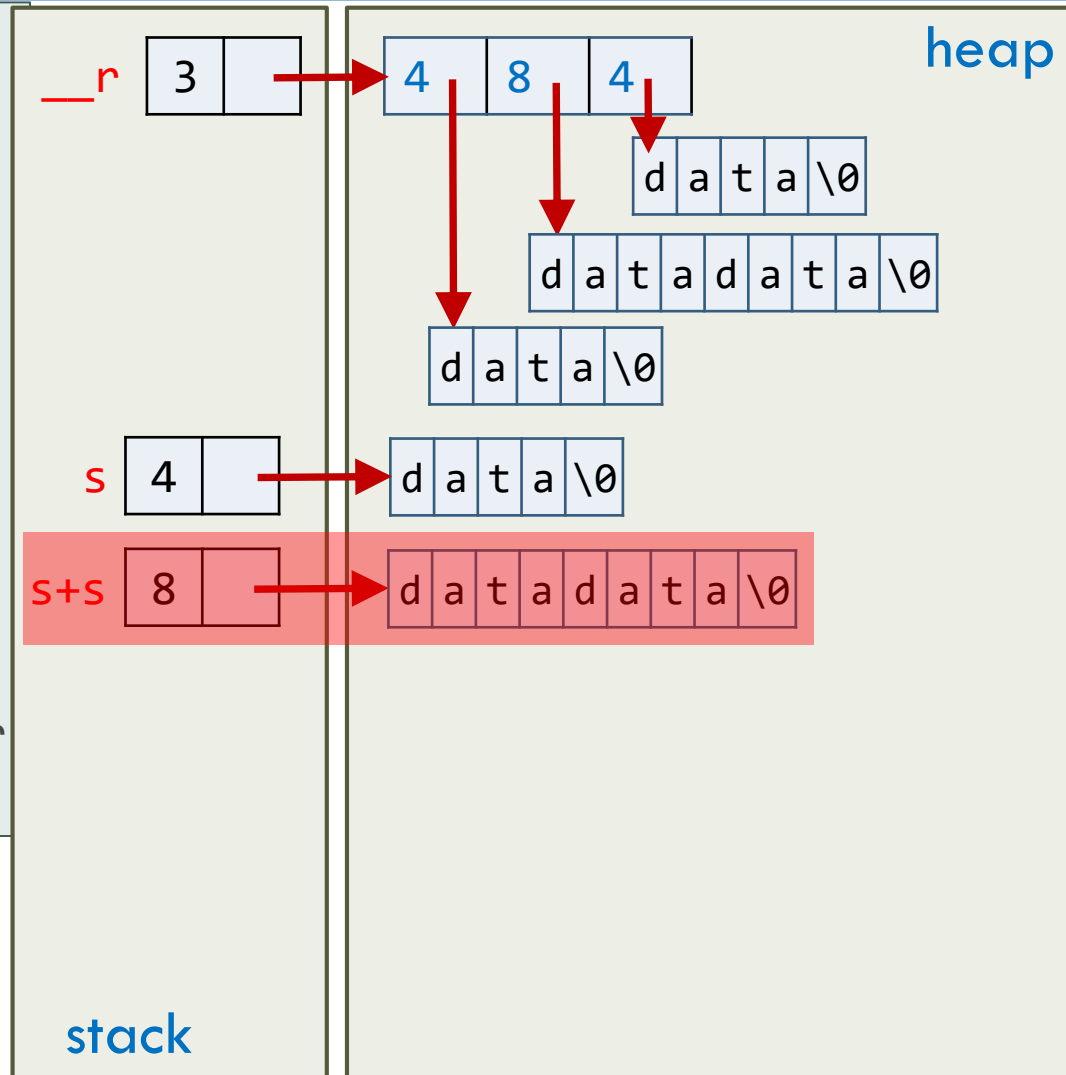 heap
__r 3 4 8 4
d a t a \0
d a t a d a t a \0
d a t a \0
s 4 d a t a \0
s+s 8 d a t a d a t a \0
stack